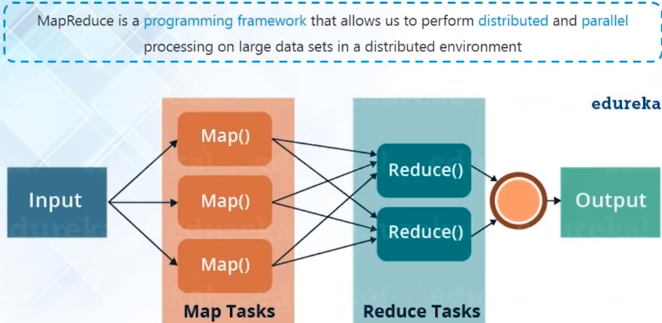 MapReduce is a programming framework that allows us to perform distributed and parallel
processing on large data sets in a distributed environment
edureka
Map()
Reduce()
Input
Map()
Output
Reduce()
Map()
Map Tasks
Reduce Tasks